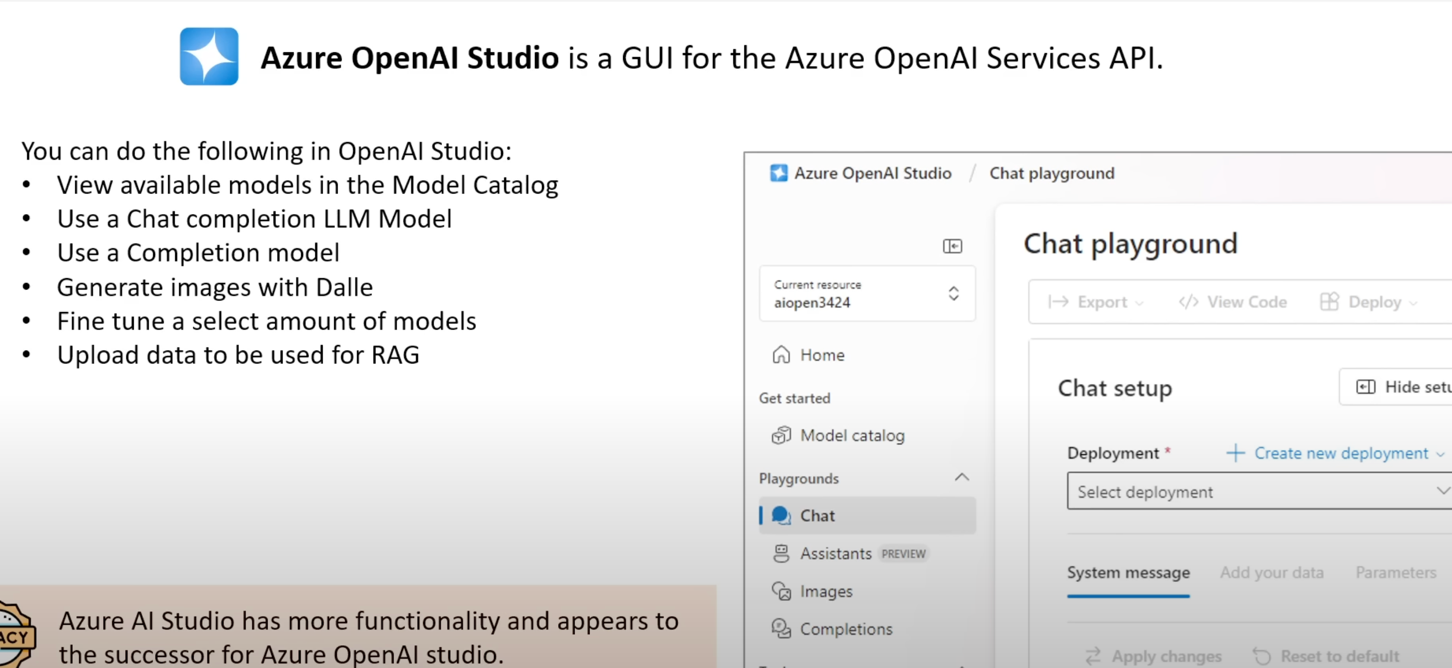 Azure OpenAI Studio is a GUI for the Azure OpenAI Services API.
You can do the following in OpenAI Studio:
• View available models in the Model Catalog
• Use a Chat completion LLM Model
• Use a Completion model
• Generate images with Dalle
• Fine tune a select amount of models
• Upload data to be used for RAG
ACY
Azure AI Studio has more functionality and appears to
the successor for Azure OpenAI studio.
Azure OpenAI Studio / Chat playground
Current resource
aiopen3424
Home
Get started
Model catalog
Playgrounds
Chat
Assistants PREVIEW
Images
Completions
Chat playground
Export </> View Code Deploy
Chat setup
Hide setu
Deployment * + Create new deployment
Select deployment
System message Add your data Parameters
Apply changes Reset to default